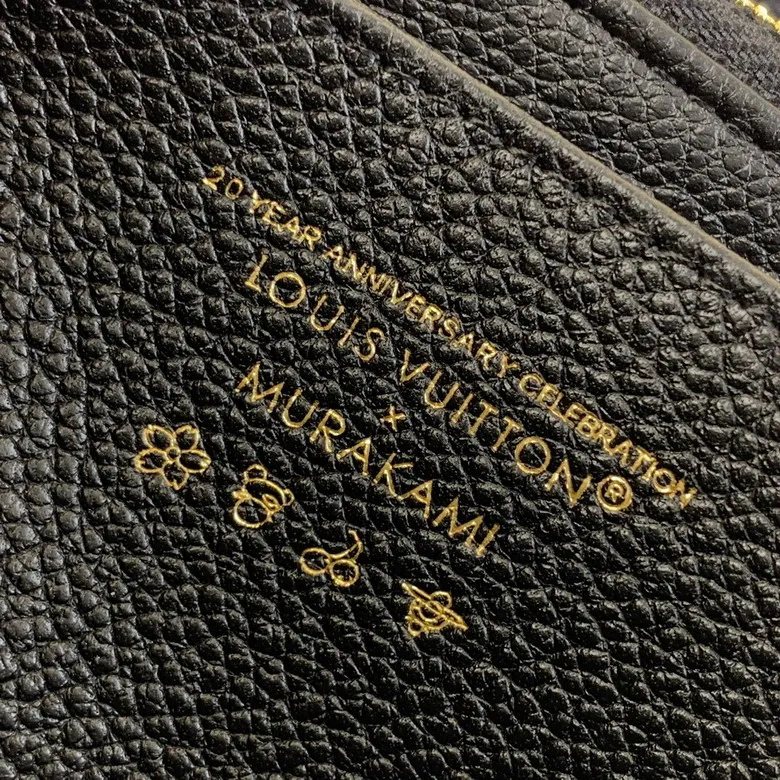 20 YEAR ANNIVERSARY CELEBRATION
LOUIS VUITTON®
×
MURAKAMI